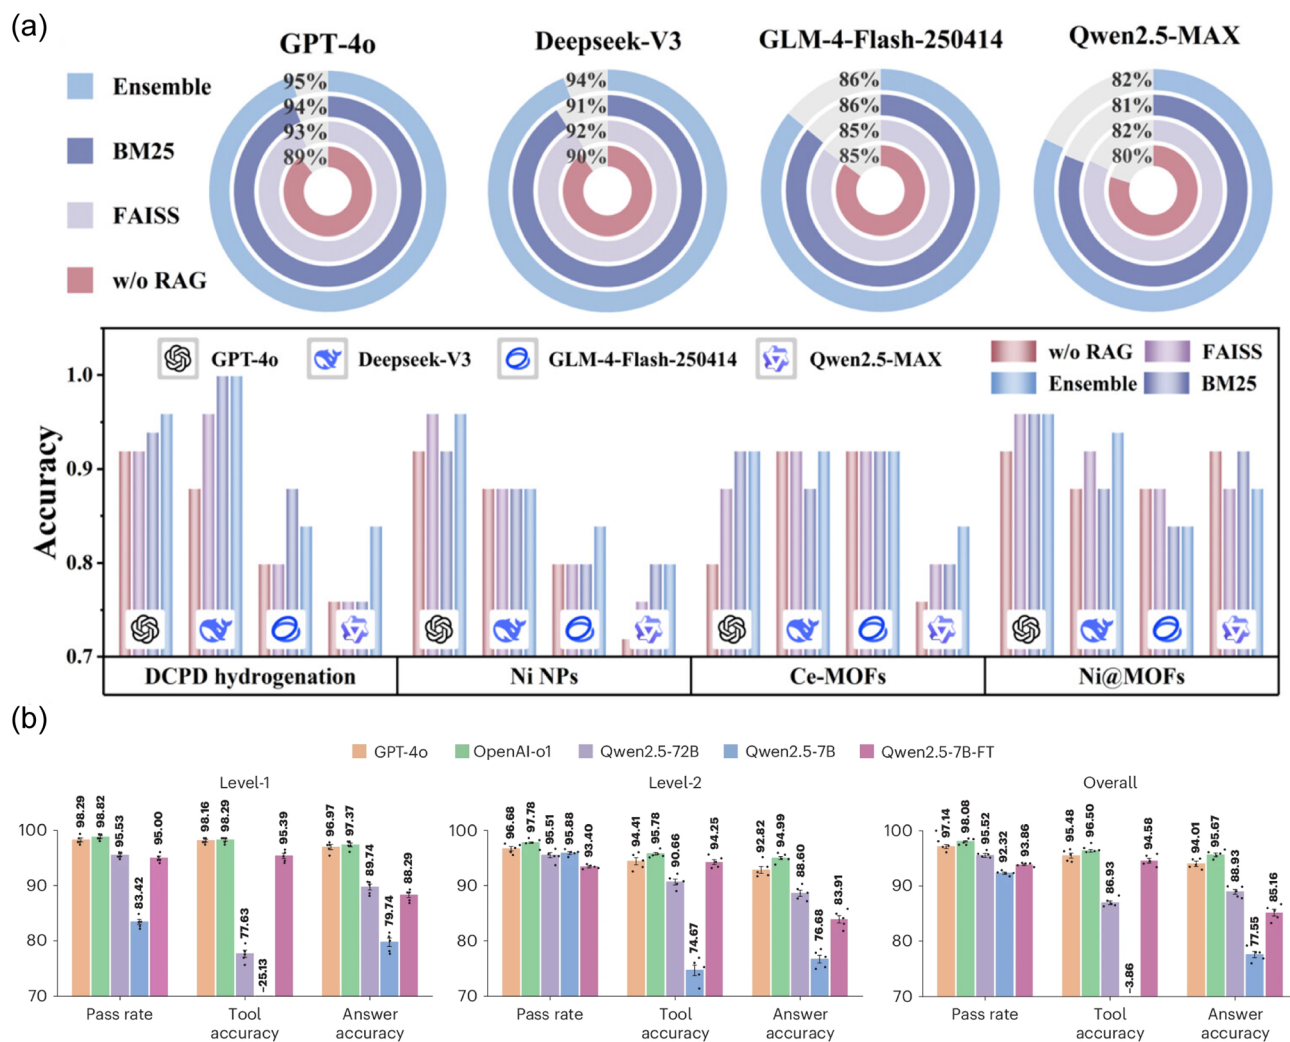 (a)
GPT-4o
Deepseek-V3
GLM-4-Flash-250414
Qwen2.5-MAX
Ensemble
BM25
FAISS
w/o RAG
95%
94%
93%
89%
94%
91%
92%
90%
86%
86%
85%
85%
82%
81%
82%
80%
GPT-4o
Deepseek-V3
GLM-4-Flash-250414
Qwen2.5-MAX
w/o RAG
FAISS
Ensemble
BM25
Accuracy
1.0
0.9
0.8
0.7
DCPD hydrogenation
Ni NPs
Ce-MOFs
Ni@MOFs
(b)
GPT-4o
OpenAI-o1
Qwen2.5-72B
Qwen2.5-7B
Qwen2.5-7B-FT
Level-1
100
90
80
70
98.29
98.82
95.53
83.42
95.00
98.16
98.29
77.63
~25.13
95.39
96.97
97.37
89.74
79.74
88.29
Pass rate
Tool
accuracy
Answer
accuracy
Level-2
100
90
80
70
96.68
97.78
95.51
95.88
93.40
94.41
95.78
90.66
74.67
94.25
92.82
94.99
88.60
76.68
83.91
Pass rate
Tool
accuracy
Answer
accuracy
Overall
100
90
80
70
97.14
98.08
95.52
92.32
93.86
95.48
96.50
86.93
~3.86
94.58
94.01
95.67
88.93
77.55
85.16
Pass rate
Tool
accuracy
Answer
accuracy